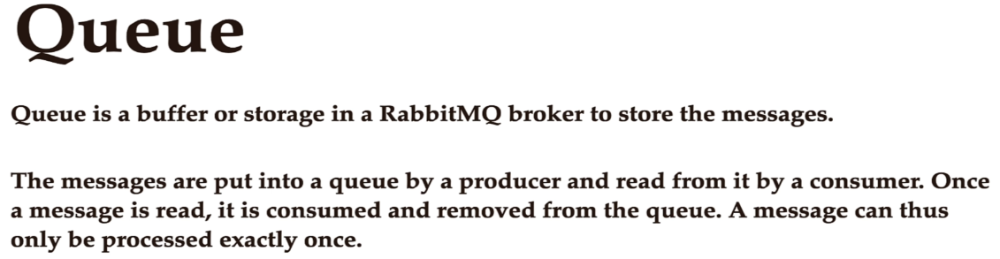 Queue
Queue is a buffer or storage in a RabbitMQ broker to store the messages.
The messages are put into a queue by a producer and read from it by a consumer. Once
a message is read, it is consumed and removed from the queue. A message can thus
only be processed exactly once.